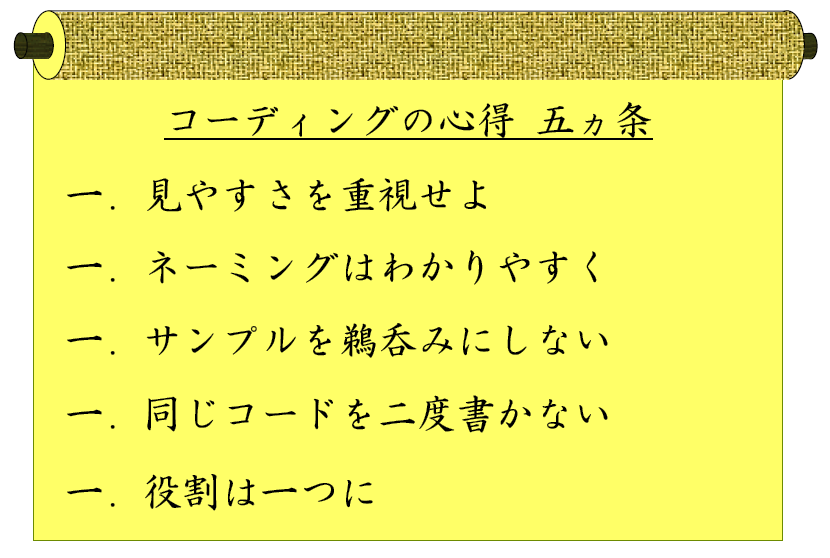 コーディングの心得 五ヵ条
一．見やすさを重視せよ
一．ネーミングはわかりやすく
一．サンプルを鵜呑みにしない
一．同じコードを二度書かない
一．役割は一つに